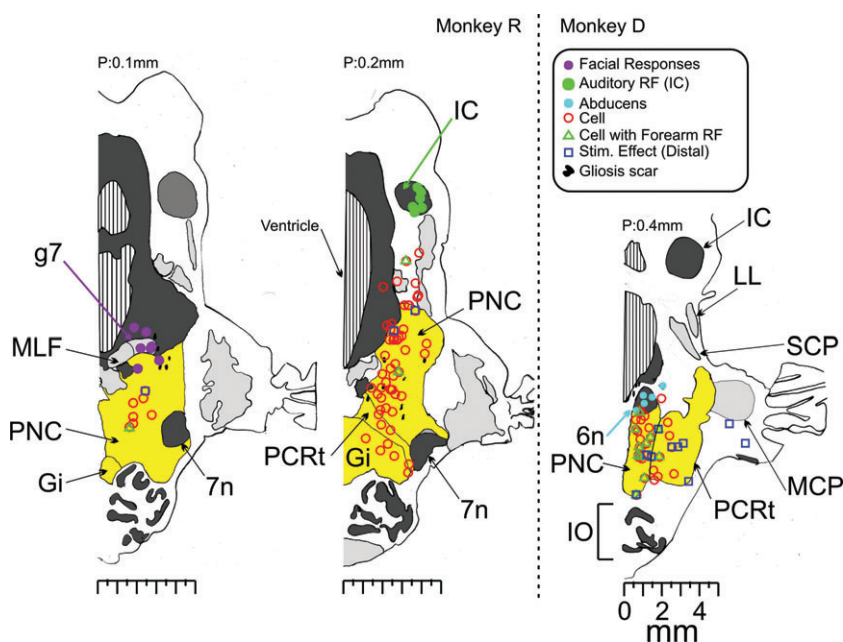 Monkey R
Monkey D
P:0.1mm
P:0.2mm
Facial Responses
Auditory RF (IC)
Abducens
Cell
Cell with Forearm RF
Stim. Effect (Distal)
Gliosis scar
IC
Ventricle
g7
MLF
PNC
Gi
7n
PNC
PCRt
Gi
7n
P:0.4mm
IC
LL
SCP
6n
PNC
MCP
PCRt
IO
0 2 4
mm